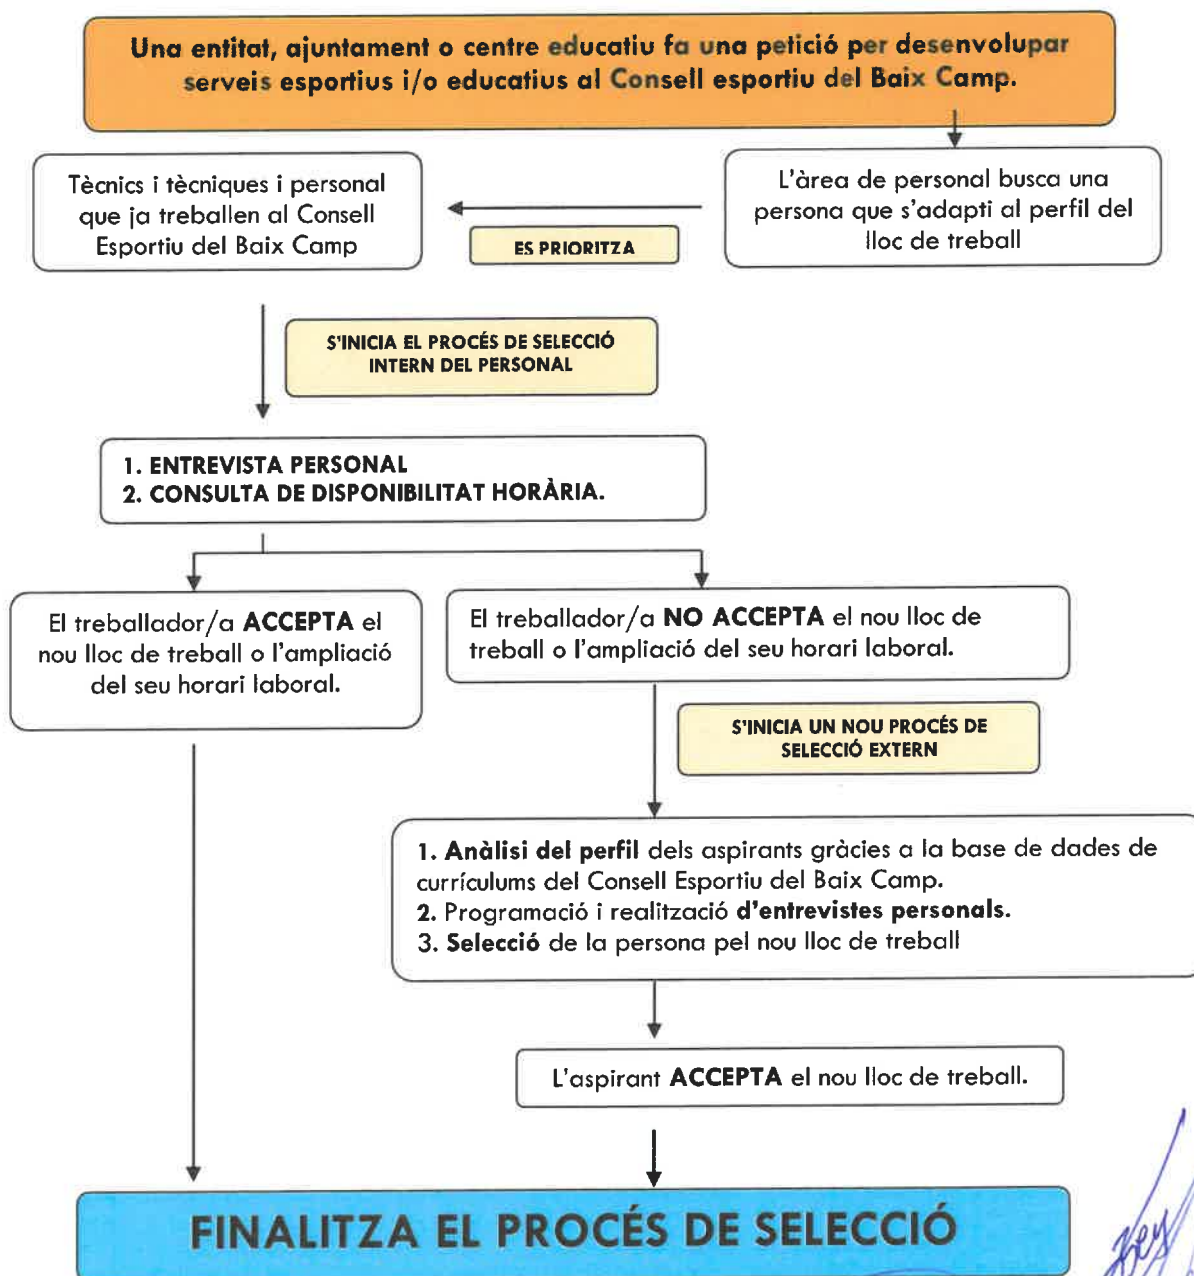 Una entitat, ajuntament o centre educatiu fa una petició per desenvolupar
serveis esportius i/o educatius al Consell esportiu del Baix Camp.
L'àrea de personal busca una
persona que s'adapti al perfil del
lloc de treball
ES PRIORITZA
Tècnics i tècniques i personal
que ja treballen al Consell
Esportiu del Baix Camp
S'INICIA EL PROCÉS DE SELECCIÓ
INTERN DEL PERSONAL
1. ENTREVISTA PERSONAL
2. CONSULTA DE DISPONIBILITAT HORÀRIA.
El treballador/a ACCEPTA el
nou lloc de treball o l'ampliació
del seu horari laboral.
El treballador/a NO ACCEPTA el nou lloc de
treball o l'ampliació del seu horari laboral.
S'INICIA UN NOU PROCÉS DE
SELECCIÓ EXTERN
1. Anàlisi del perfil dels aspirants gràcies a la base de dades de
currículums del Consell Esportiu del Baix Camp.
2. Programació i realització d'entrevistes personals.
3. Selecció de la persona pel nou lloc de treball
L'aspirant ACCEPTA el nou lloc de treball.
FINALITZA EL PROCÉS DE SELECCIÓ